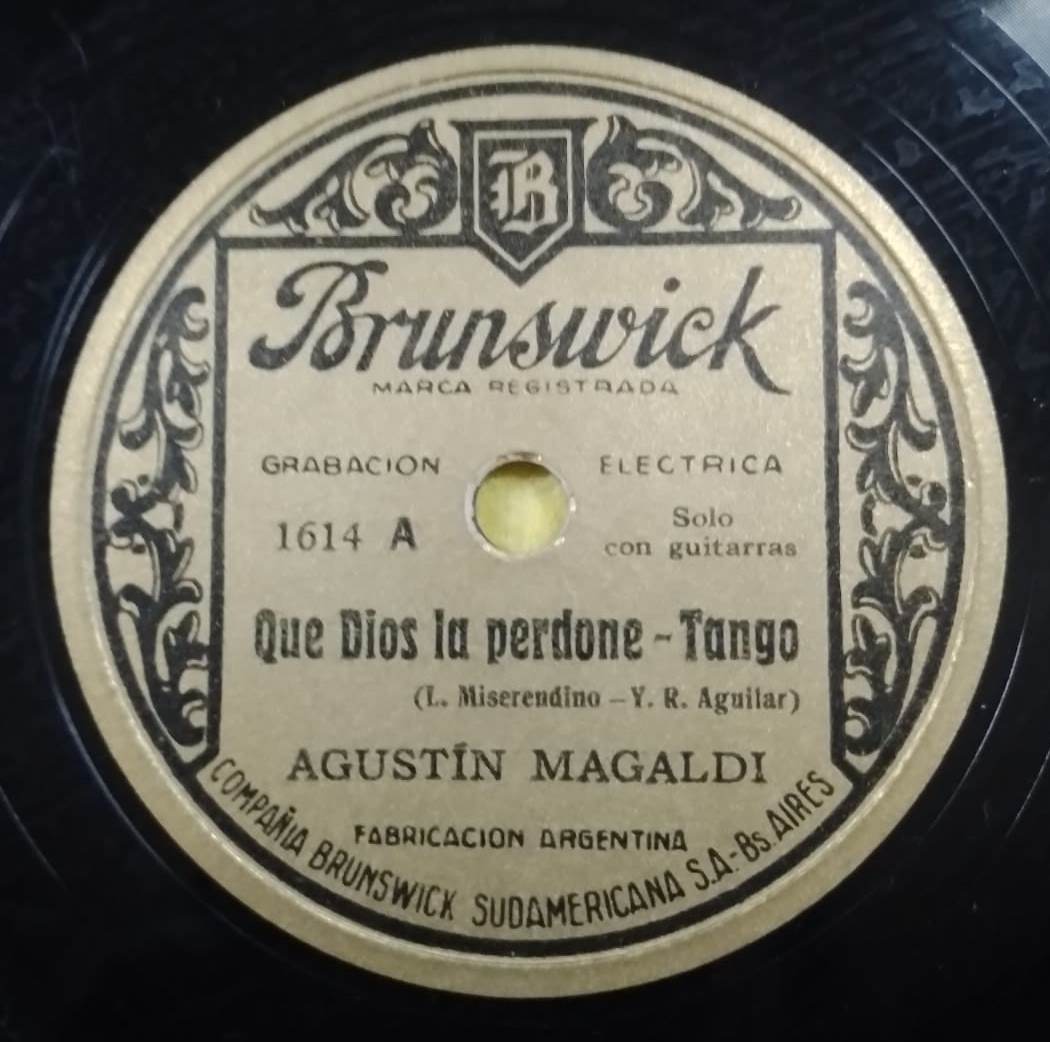 B
Brunswick
MARCA REGISTRADA
GRABACION ELECTRICA
1614 A
Solo
con guitarras
Que Dios la perdone - Tango
(L. Miserendino - Y. R. Aguilar)
AGUSTÍN MAGALDI
FABRICACION ARGENTINA
COMPAÑIA BRUNSWICK SUDAMERICANA S.A.- Bs. AIRES